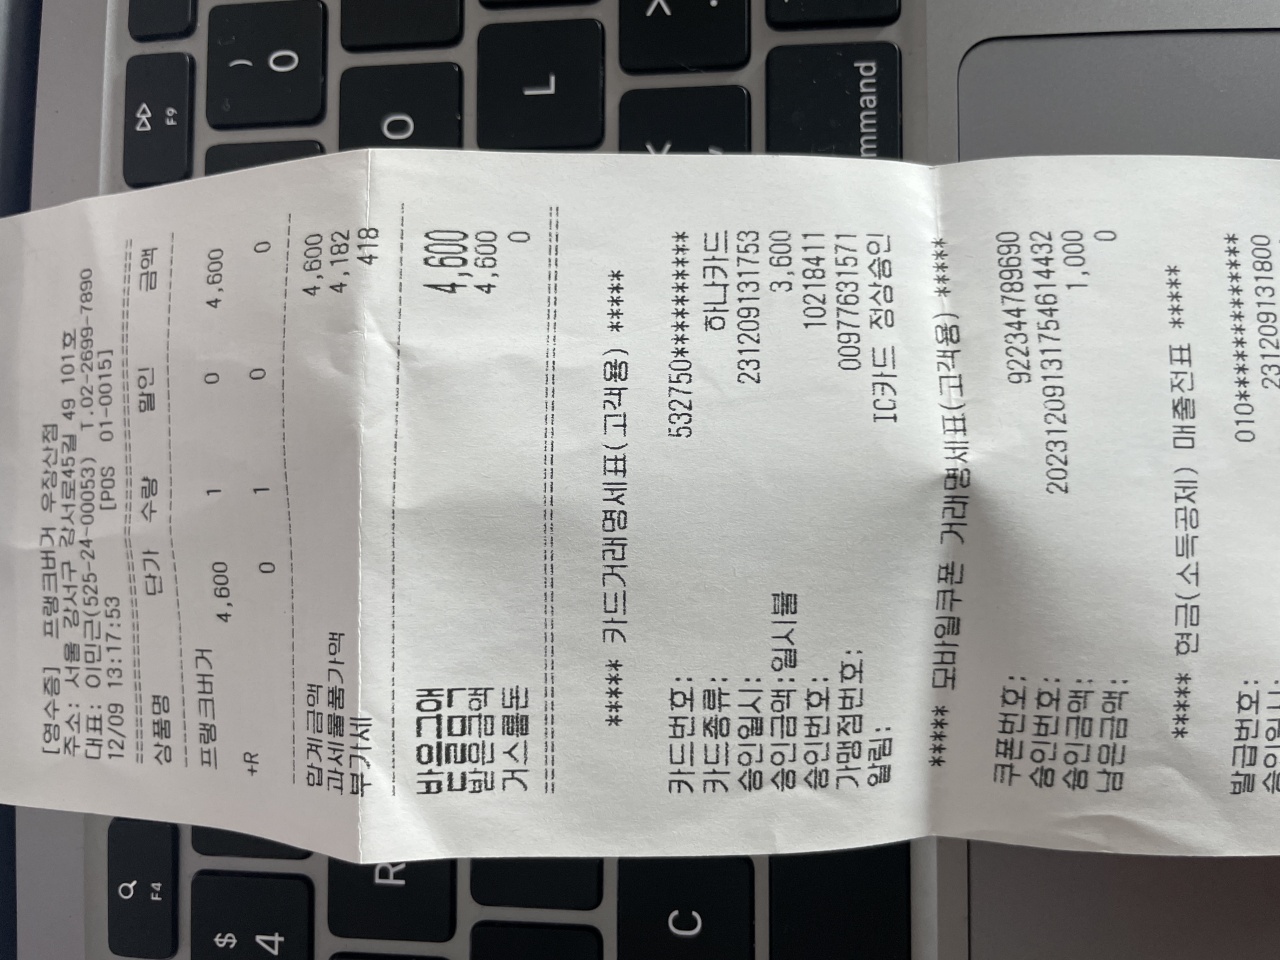 [영수증] 프랭크버거 우장산점
주소: 서울 강서구 강서로45길 49 101호
대표: 이민근(525-24-00053) T.02-2699-7890
12/09 13:17:53 [POS 01-0015]
상품명 단가 수량 할인 금액
프랭크버거
4,600 1 0 4,600
+R
0 1 0 0
합계금액 4,600
과세물품가액 4,182
부가세 418
받을금액 4,600
받은금액 4,600
거스름돈 0
***** 카드거래명세표(고객용) *****
카드번호: 532750**********
카드종류: 하나카드
승인일시: 231209131753
승인금액:일시불 3,600
승인번호: 10218411
가맹점번호: 00977631571
알림: IC카드 정상승인
***** 모바일쿠폰 거래명세표(고객용) *****
쿠폰번호: 922344789690
승인번호: 20231209131754614432
승인금액: 1,000
남은금액: 0
***** 현금(소득공제) 매출전표 *****
발급번호: 010*************
승인일시: 231209131800
F9
)
0
O
L
>
.
<
,
mmand
F4
$
4
R
C